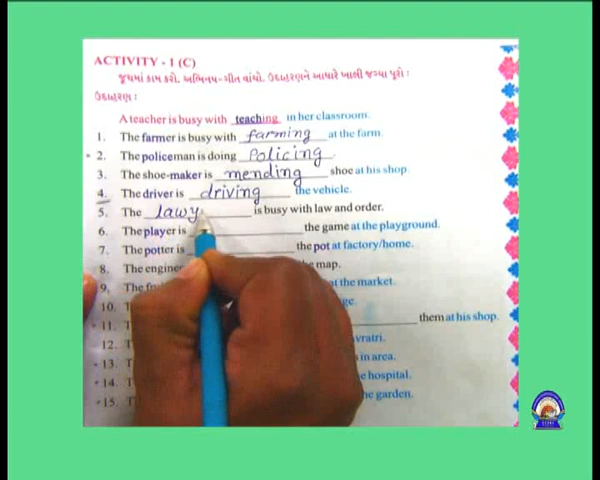 ACTIVITY - 1 (C)
જૂથમાં કામ કરો. અભિનય-ગીત વાંચો. ઉદાહરણને આધારે ખાલી જગ્યા પૂરો :
ઉદાહરણ :
A teacher is busy with teaching in her classroom.
1. The farmer is busy with farming at the farm.
2. The policeman is doing Policing.
3. The shoe-maker is mending shoe at his shop.
4. The driver is driving the vehicle.
5. The lawy is busy with law and order.
6. The player is the game at the playground.
7. The potter is the pot at factory/home.
8. The engine map.
9. The at the market.
10. T
11. T them at his shop.
12. T
13. T in area.
14. T hospital.
15. T the garden.